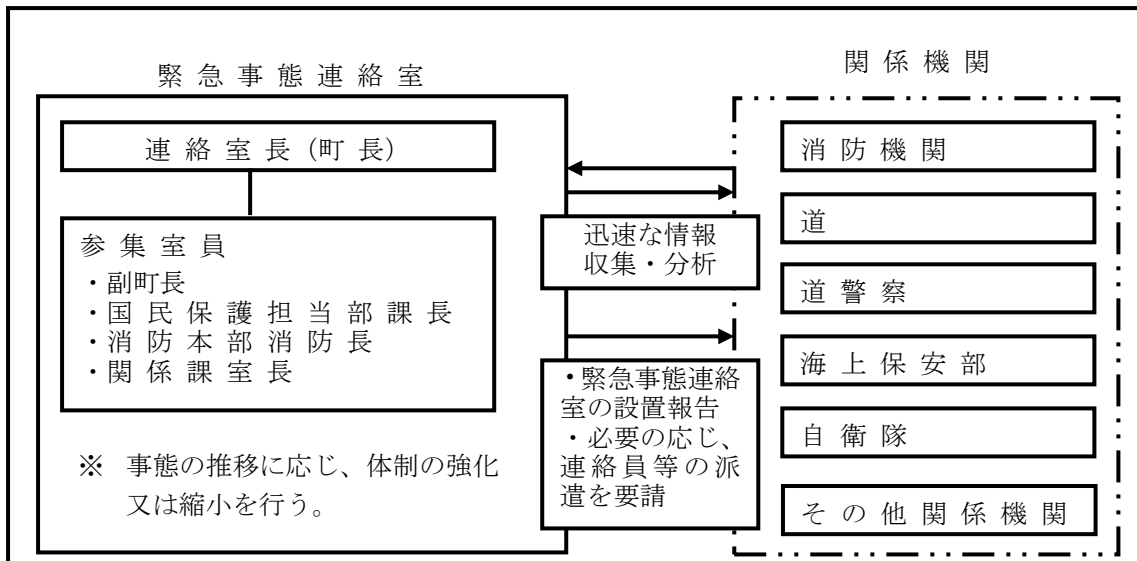 緊急事態連絡室
連絡室長(町長)
参集室員
・副町長
・国民保護担当部課長
・消防本部消防長
・関係課室長
※ 事態の推移に応じ、体制の強化
又は縮小を行う。
迅速な情報
収集・分析
・緊急事態連絡
室の設置報告
・必要の応じ、
連絡員等の派
遣を要請
関係機関
消防機関
道
道警察
海上保安部
自衛隊
その他関係機関